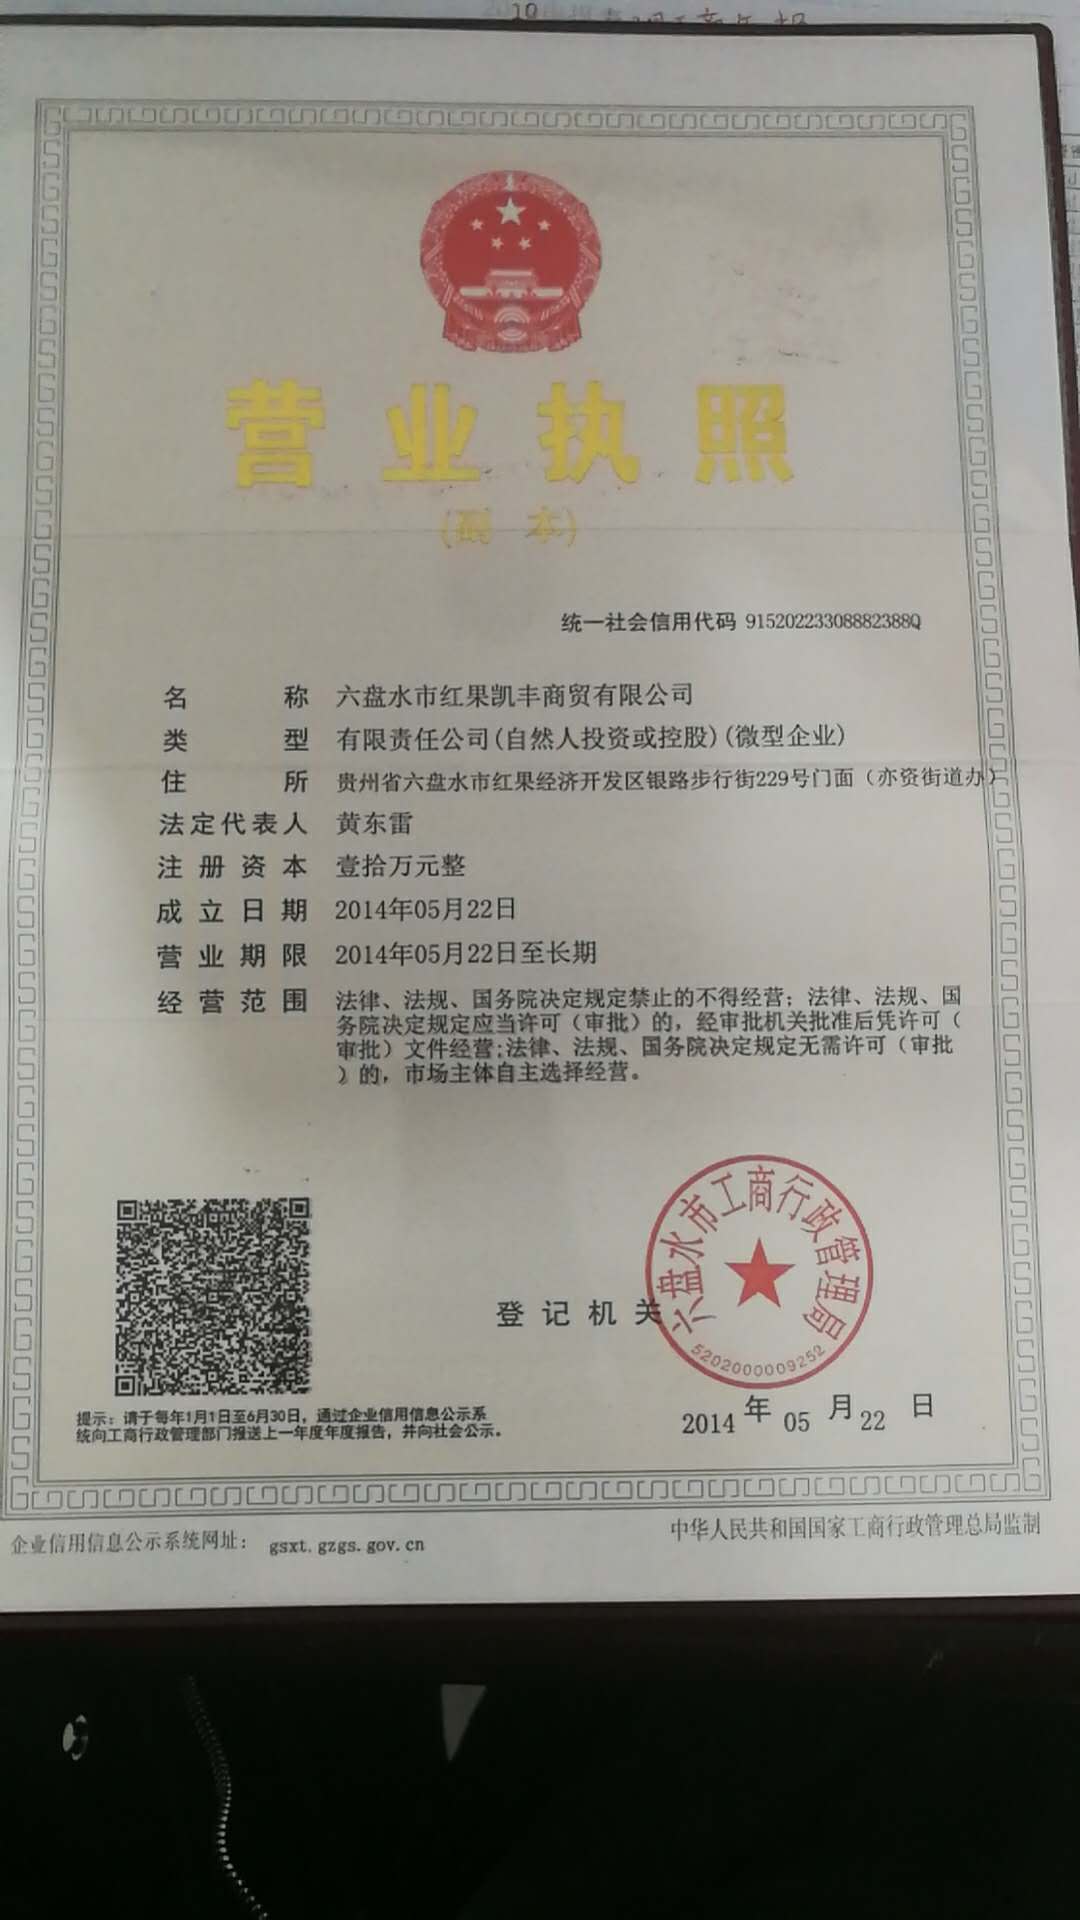 营业执照
(副本)
统一社会信用代码 91520223308882388Q
名称 六盘水市红果凯丰商贸有限公司
类型 有限责任公司(自然人投资或控股)(微型企业)
住所 贵州省六盘水市红果经济开发区银路步行街229号门面（亦资街道办）
法定代表人 黄东雷
注册资本 壹拾万元整
成立日期 2014年05月22日
营业期限 2014年05月22日至长期
经营范围 法律、法规、国务院决定规定禁止的不得经营；法律、法规、国
务院决定规定应当许可（审批）的，经审批机关批准后凭许可（
审批）文件经营;法律、法规、国务院决定规定无需许可（审批
）的，市场主体自主选择经营。
六盘水市工商行政管理局
5202000009252
登记机关
2014年05月22日
提示：请于每年1月1日至6月30日，通过企业信用信息公示系
统向工商行政管理部门报送上一年度年度报告，并向社会公示。
企业信用信息公示系统网址： gsxt.gzgs.gov.cn
中华人民共和国国家工商行政管理总局监制